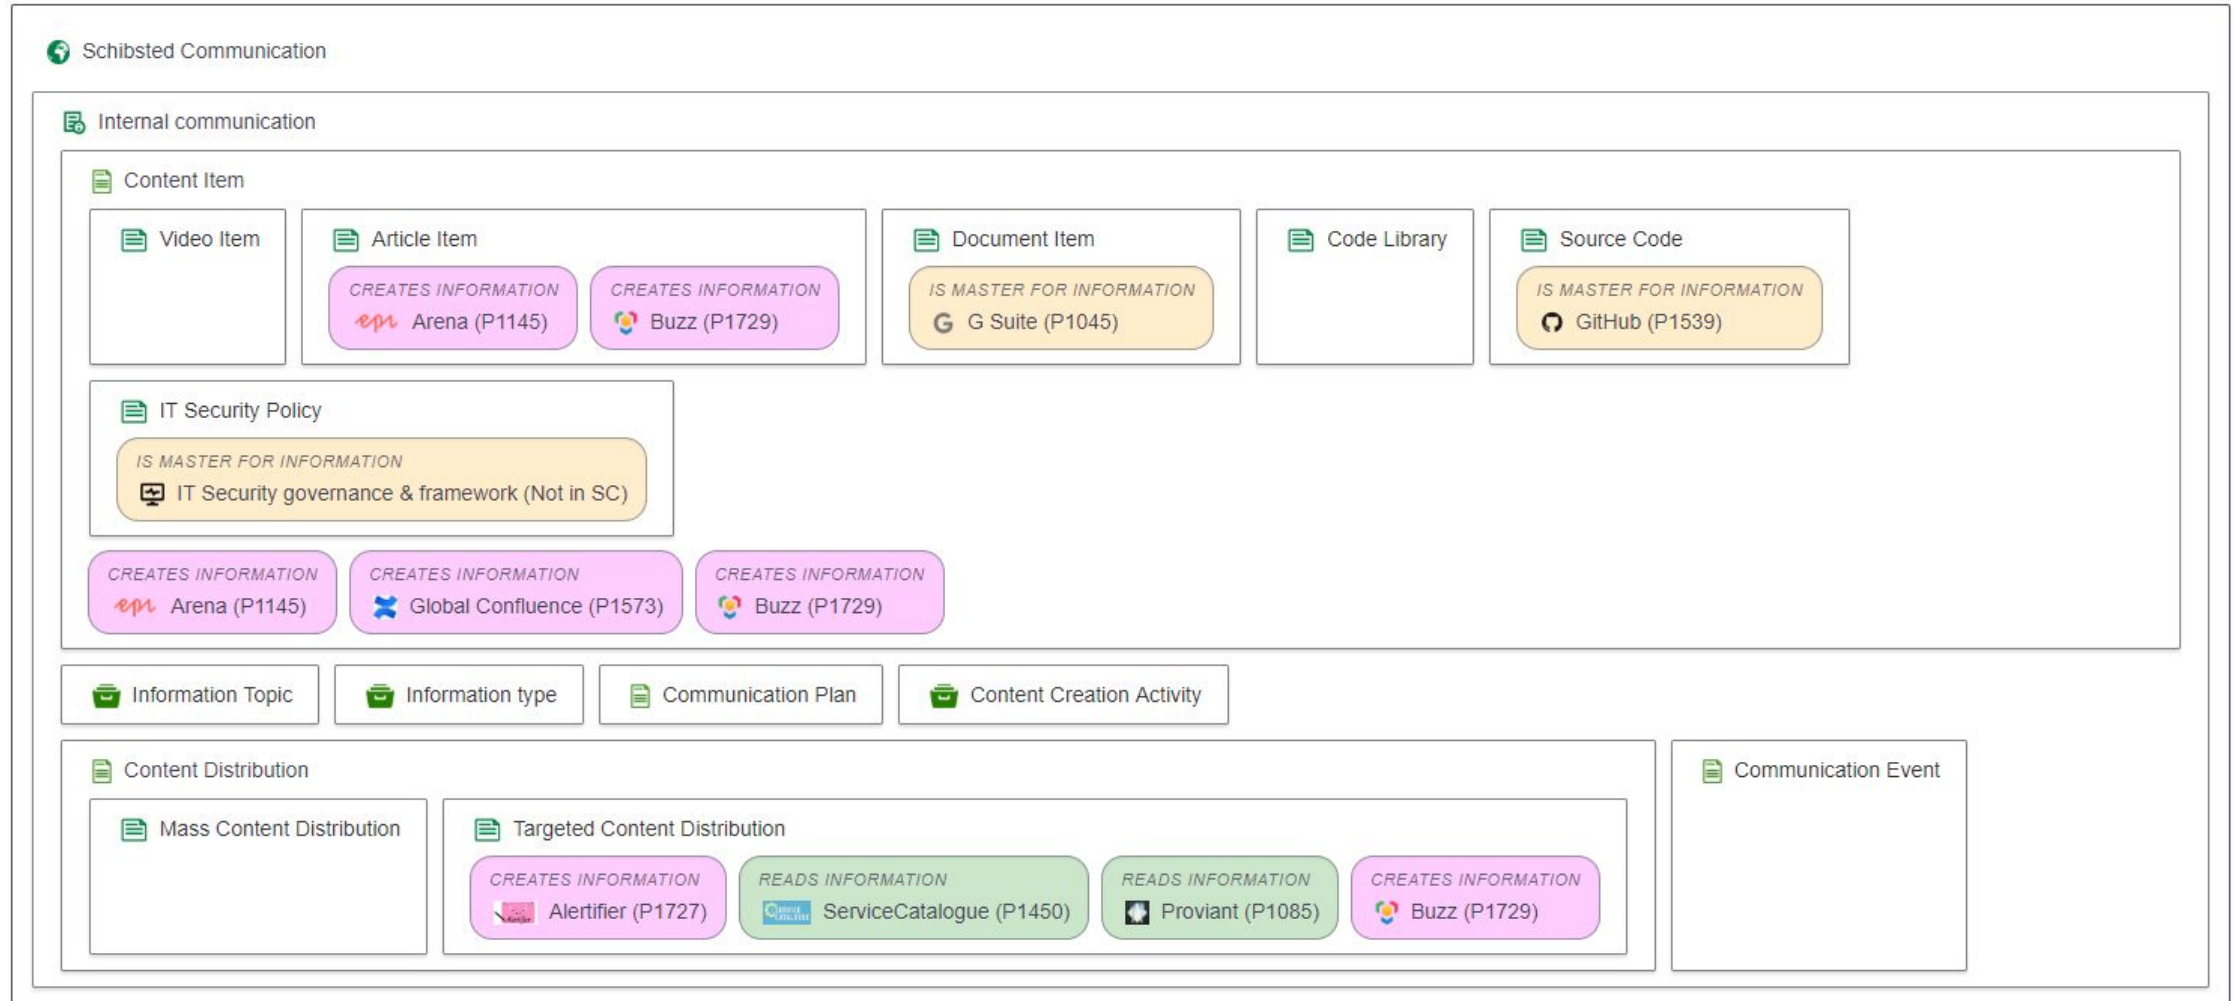 Schibsted Communication
Internal communication
Content Item
Video Item
Article Item
CREATES INFORMATION
epi Arena (P1145)
CREATES INFORMATION
Buzz (P1729)
Document Item
IS MASTER FOR INFORMATION
G G Suite (P1045)
Code Library
Source Code
IS MASTER FOR INFORMATION
GitHub (P1539)
IT Security Policy
IS MASTER FOR INFORMATION
IT Security governance & framework (Not in SC)
CREATES INFORMATION
epi Arena (P1145)
CREATES INFORMATION
Global Confluence (P1573)
CREATES INFORMATION
Buzz (P1729)
Information Topic
Information type
Communication Plan
Content Creation Activity
Content Distribution
Mass Content Distribution
Targeted Content Distribution
CREATES INFORMATION
Alertifier (P1727)
READS INFORMATION
SERVICE CATALOGUE ServiceCatalogue (P1450)
READS INFORMATION
Proviant (P1085)
CREATES INFORMATION
Buzz (P1729)
Communication Event